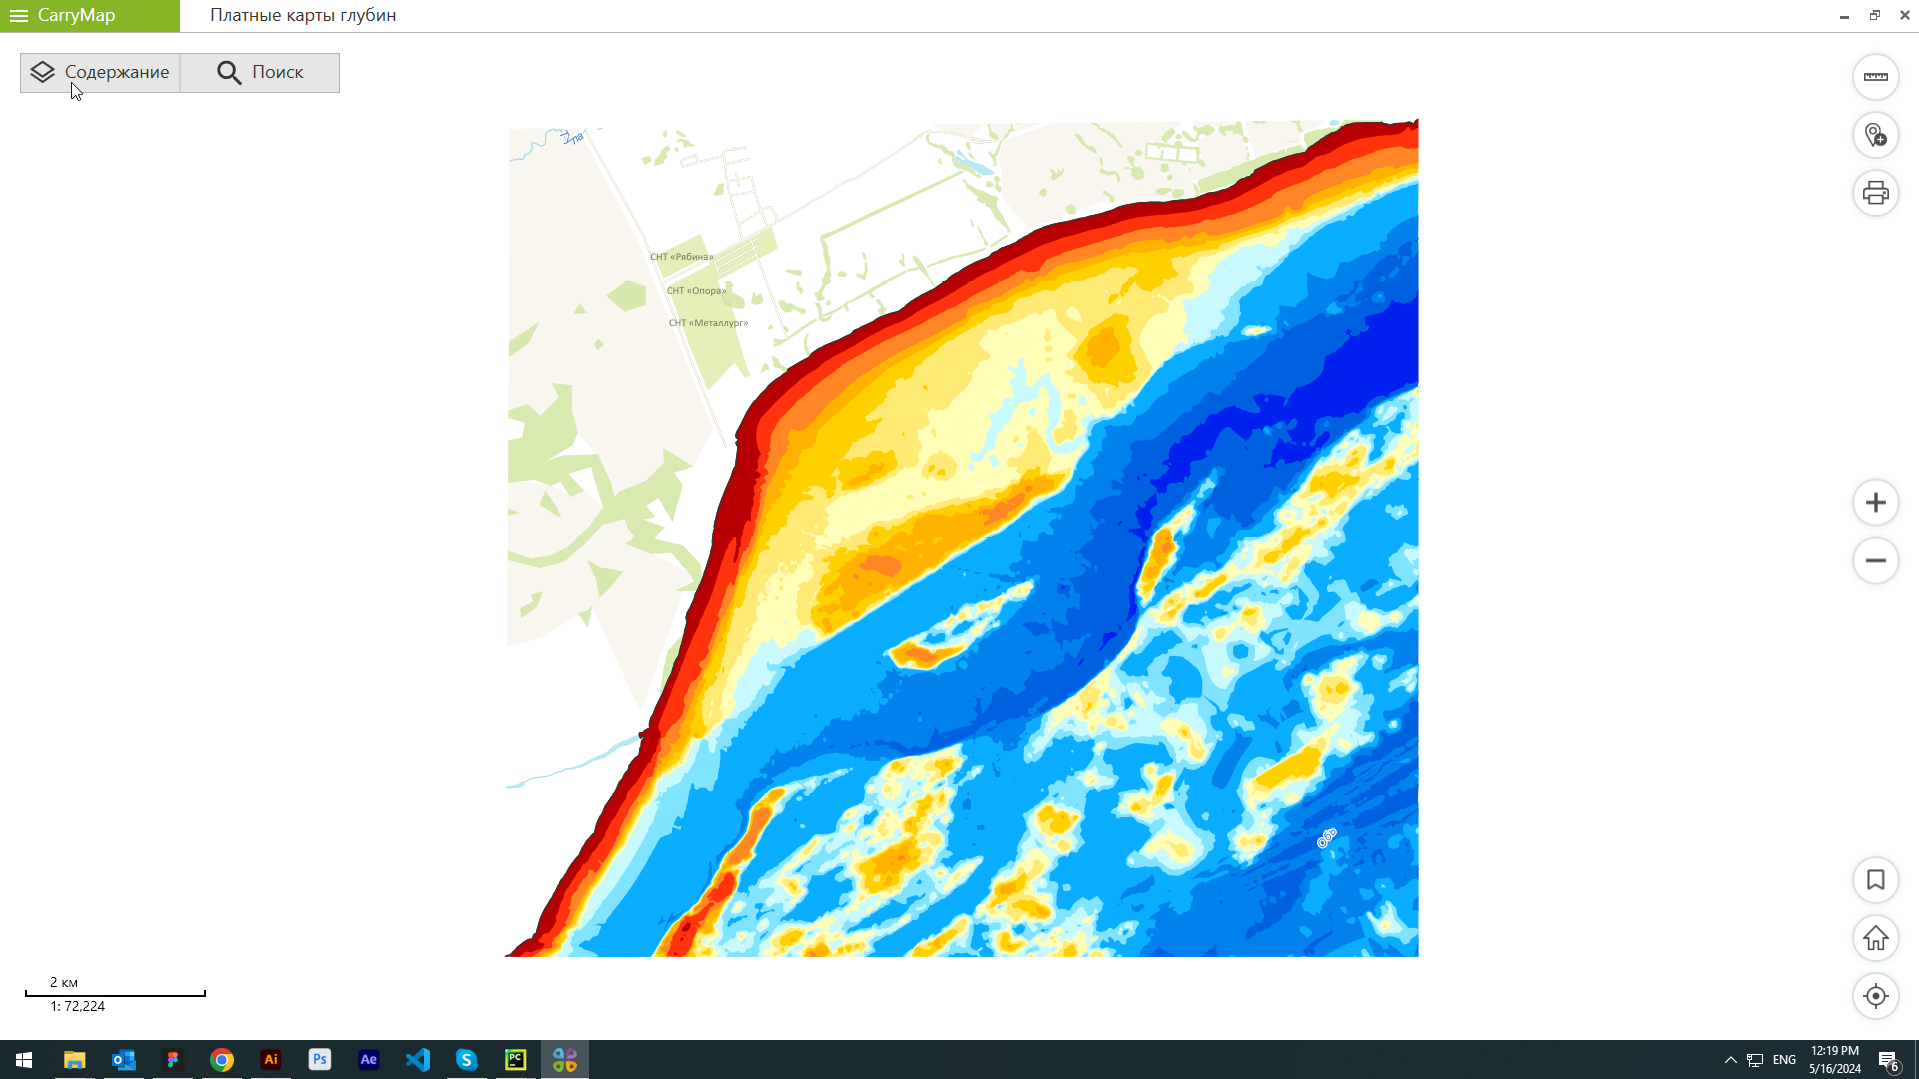 CarryMap
Платные карты глубин
Содержание
Поиск
СНТ «Рябина»
СНТ «Опора»
СНТ «Металлург»
2 км
1: 72,224
Ai
Ps
Ae
S
PC
ENG
12:19 PM
5/16/2024
6